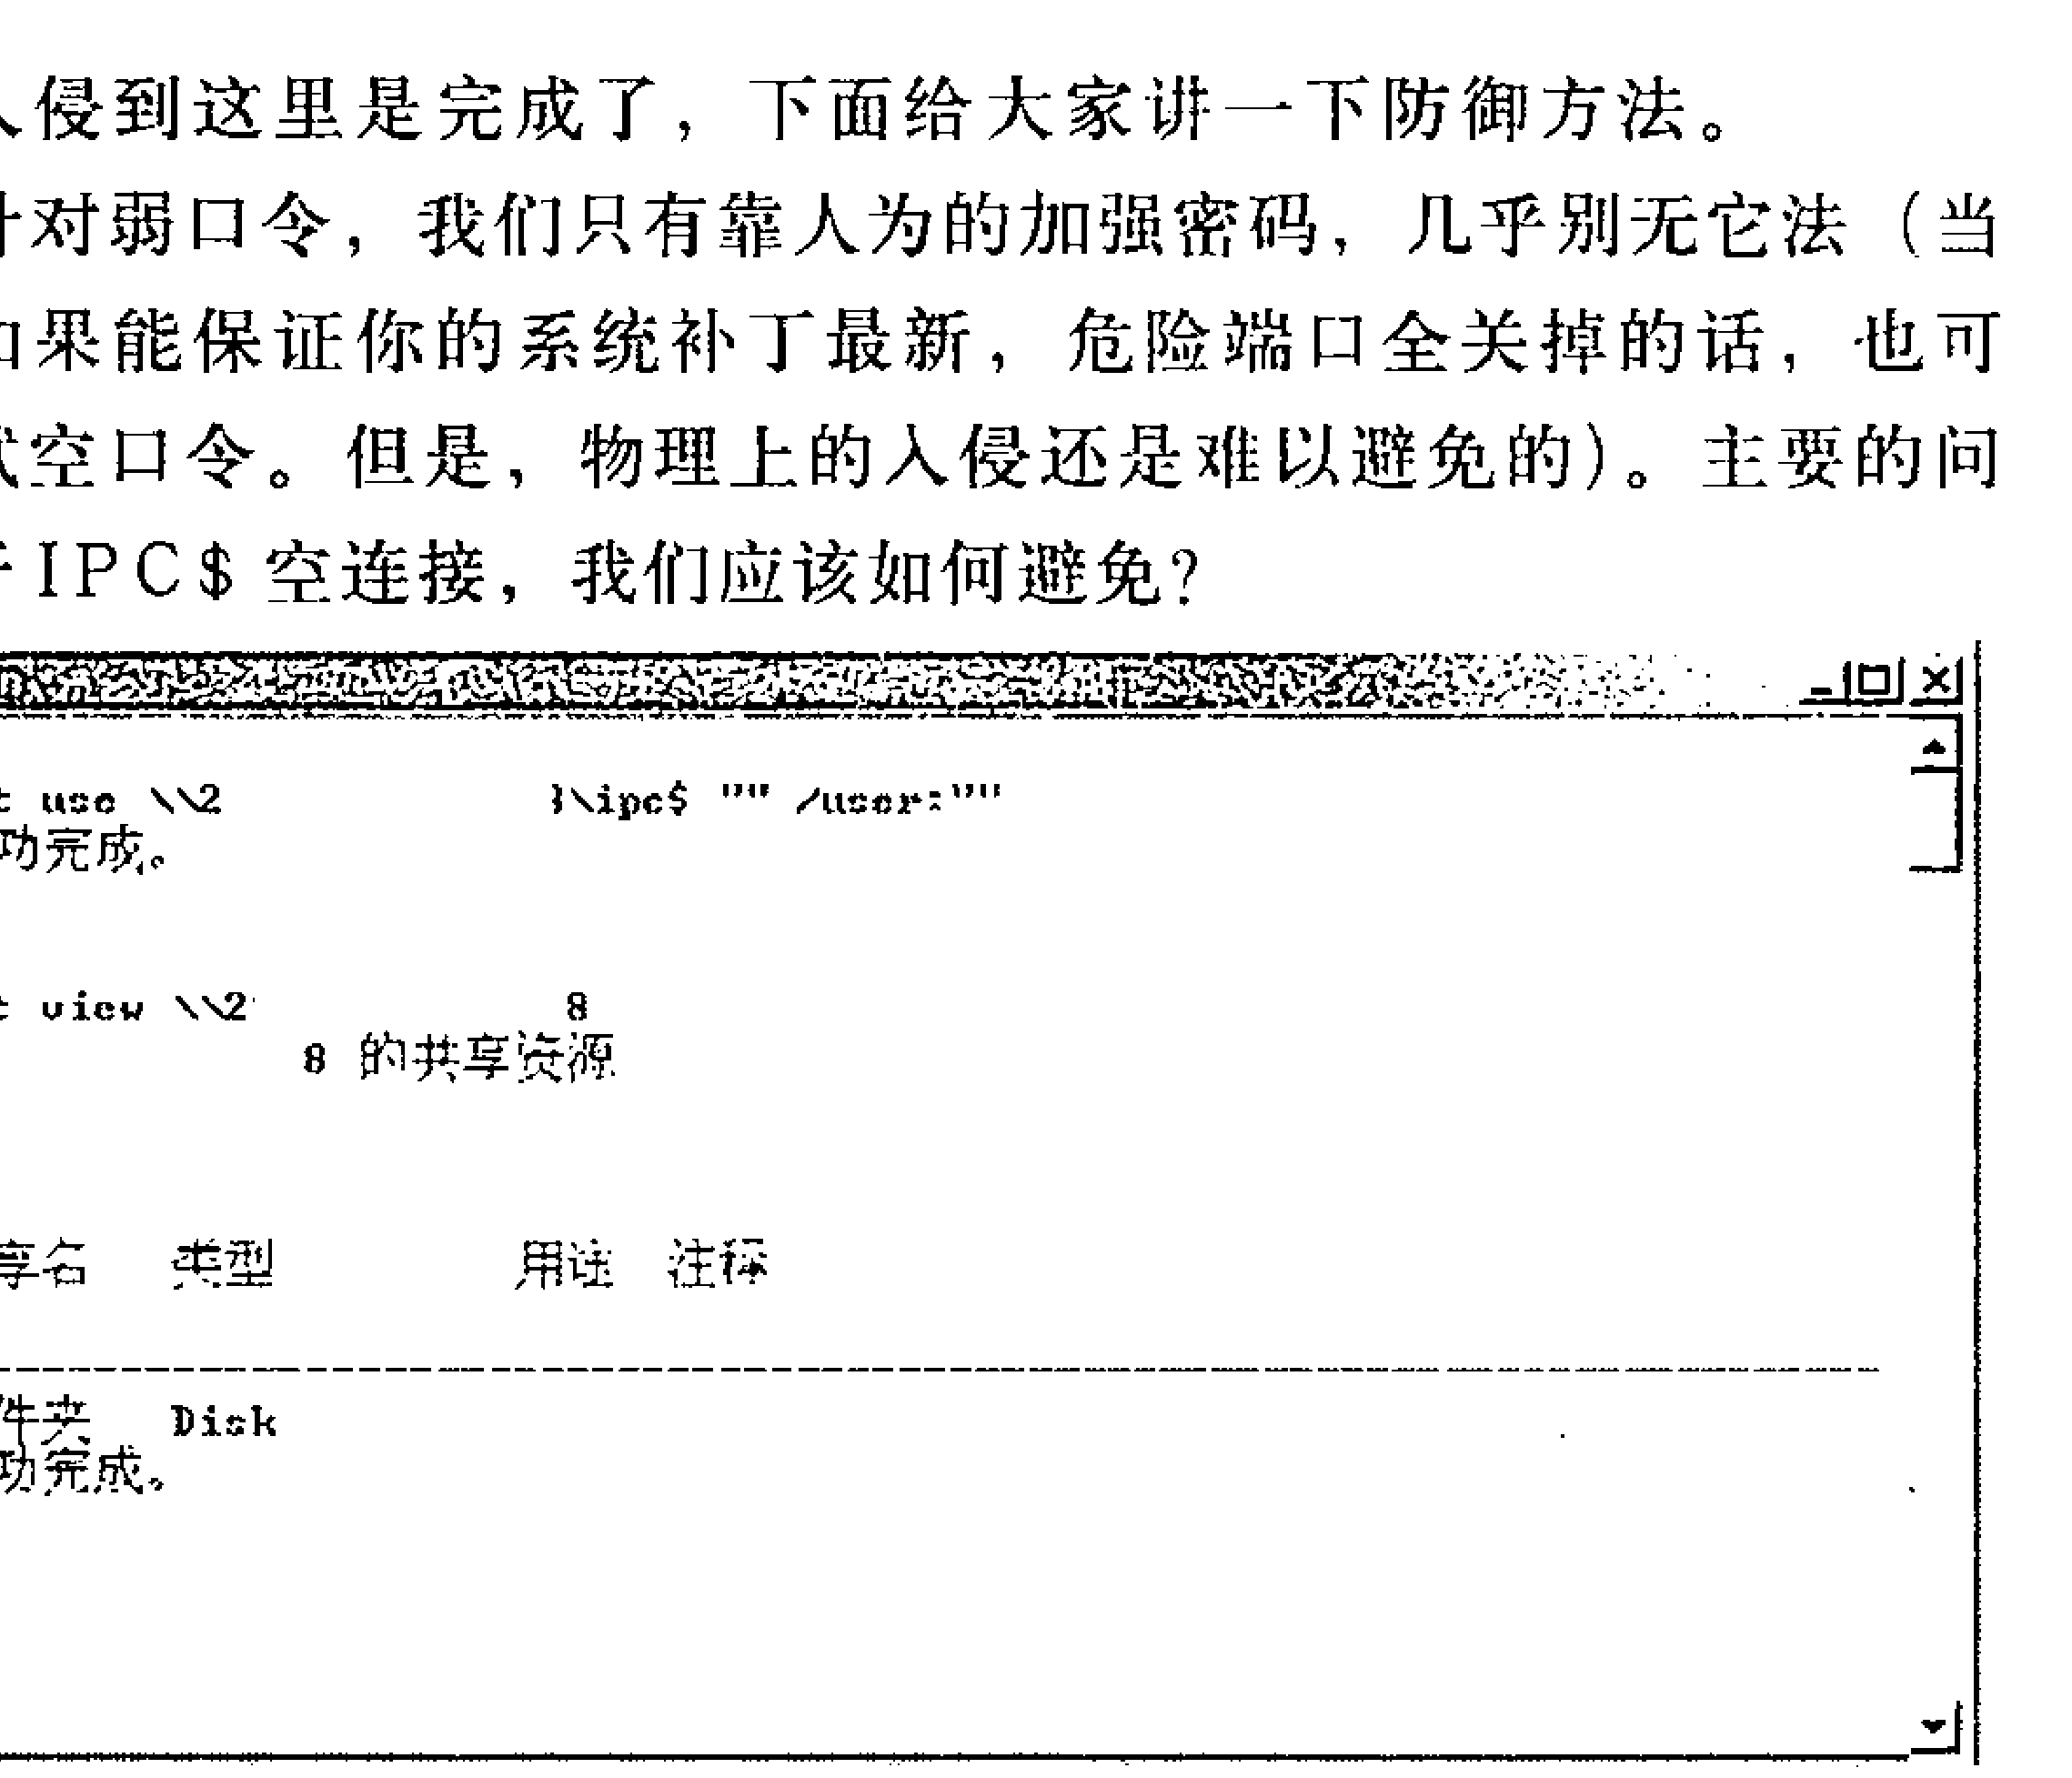 侵到这里是完成了，下面给大家讲一下防御方法。
对弱口令，我们只有靠人为的加强密码，几乎别无它法（当
果能保证你的系统补丁最新，危险端口全关掉的话，也可
空口令。但是，物理上的入侵还是难以避免的）。主要的问
IPC$空连接，我们应该如何避免？
use \\2 \ipc$ "" /user:""
功完成。
view \\2 8
8 的共享资源
享名 类型 用途 注释
件夹 Disk
功完成。